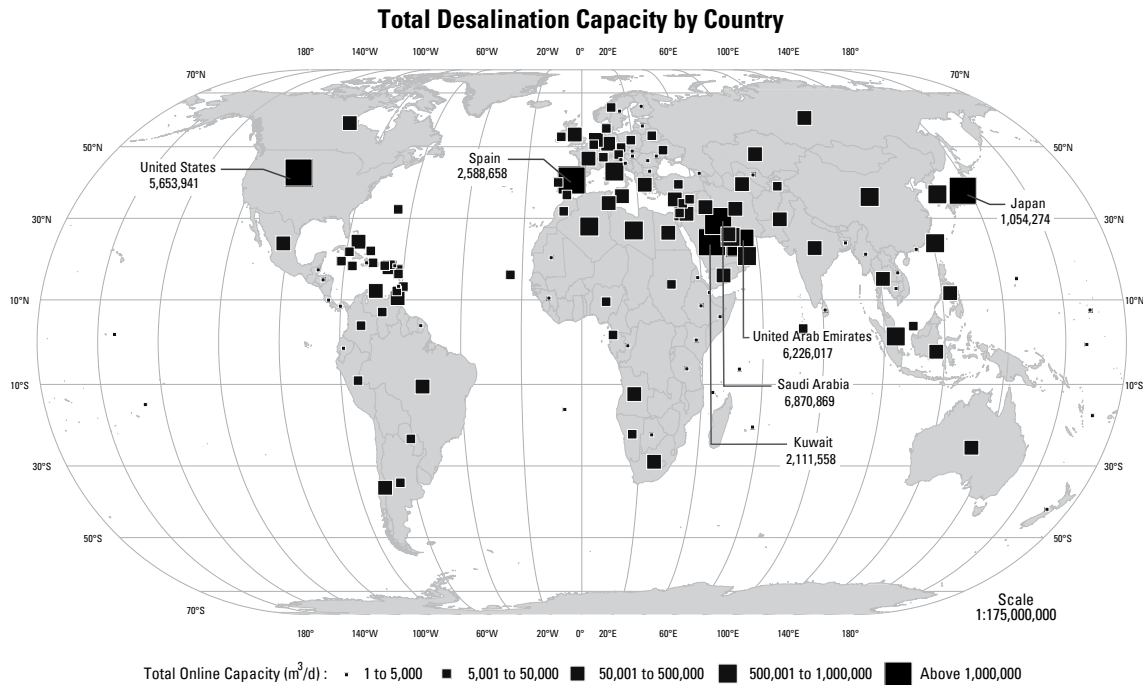 Total Desalination Capacity by Country
180° 140°W 100°W 60°W 20°W 0° 20°E 60°E 100°E 140°E 180°
70°N 70°N
50°N 50°N
United States
5,653,941
Spain
2,588,658
Japan
1,054,274
30°N 30°N
10°N 10°N
United Arab Emirates
6,226,017
10°S 10°S
Saudi Arabia
6,870,869
Kuwait
2,111,558
30°S 30°S
50°S 50°S
Scale
1:175,000,000
70°S
180° 140°W 100°W 60°W 20°W 0° 20°E 60°E 100°E 140°E 180°
Total Online Capacity (m³/d) : 1 to 5,000 5,001 to 50,000 50,001 to 500,000 500,001 to 1,000,000 Above 1,000,000